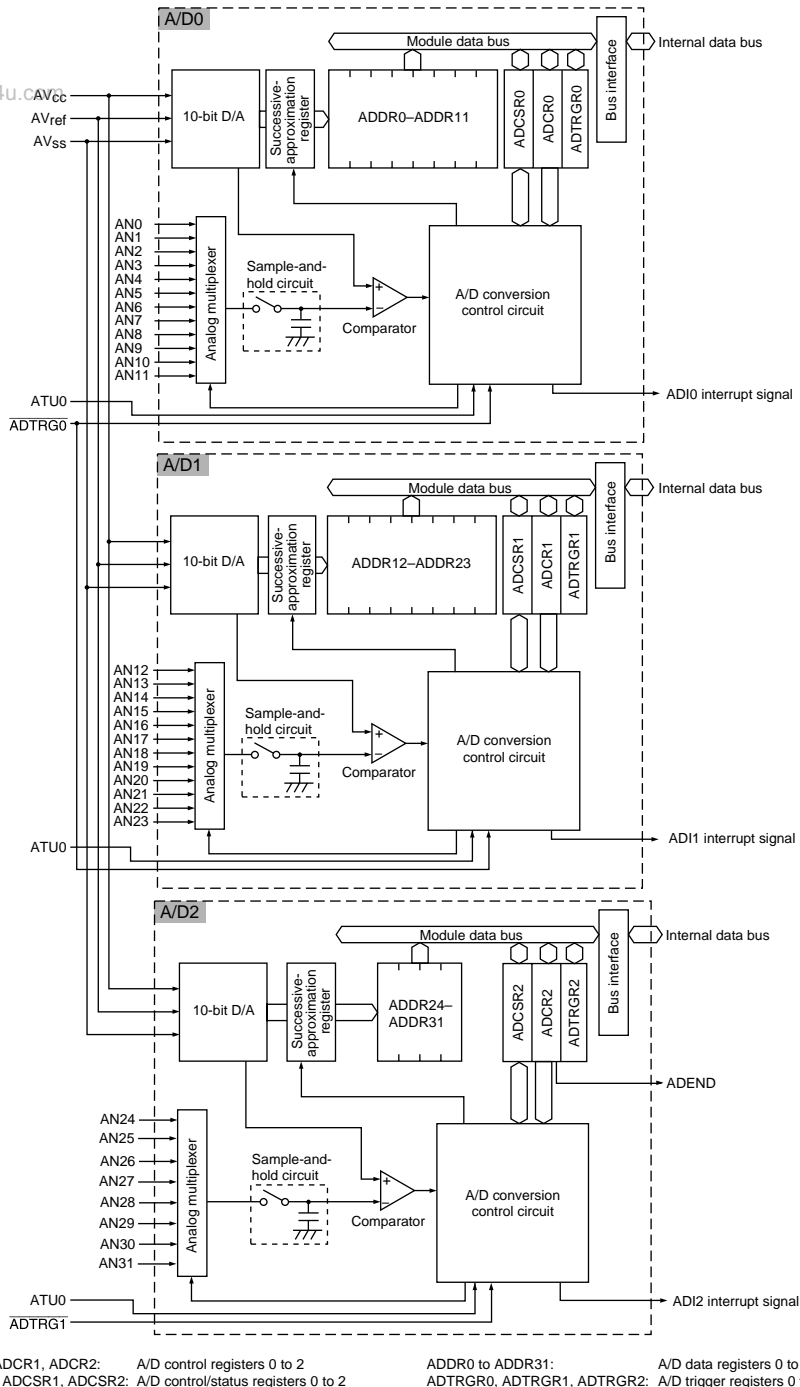 A/D0
Module data bus
Internal data bus
Bus interface
4u.com
AVcc
AVref
AVss
10-bit D/A
Successive-
approximation
register
ADDR0–ADDR11
ADCSR0
ADCR0
ADTRGR0
AN0
AN1
AN2
AN3
AN4
AN5
AN6
AN7
AN8
AN9
AN10
AN11
Analog multiplexer
Sample-and-
hold circuit
+
–
Comparator
A/D conversion
control circuit
ATU0
ADTRG0
ADI0 interrupt signal
A/D1
Module data bus
Internal data bus
Bus interface
10-bit D/A
Successive-
approximation
register
ADDR12–ADDR23
ADCSR1
ADCR1
ADTRGR1
AN12
AN13
AN14
AN15
AN16
AN17
AN18
AN19
AN20
AN21
AN22
AN23
Analog multiplexer
Sample-and-
hold circuit
+
–
Comparator
A/D conversion
control circuit
ATU0
ADI1 interrupt signal
A/D2
Module data bus
Internal data bus
Bus interface
10-bit D/A
Successive-
approximation
register
ADDR24–
ADDR31
ADCSR2
ADCR2
ADTRGR2
ADEND
AN24
AN25
AN26
AN27
AN28
AN29
AN30
AN31
Analog multiplexer
Sample-and-
hold circuit
+
–
Comparator
A/D conversion
control circuit
ATU0
ADTRG1
ADI2 interrupt signal
ADCR1, ADCR2: A/D control registers 0 to 2 ADDR0 to ADDR31: A/D data registers 0 to
ADCSR1, ADCSR2: A/D control/status registers 0 to 2 ADTRGR0, ADTRGR1, ADTRGR2: A/D trigger registers 0